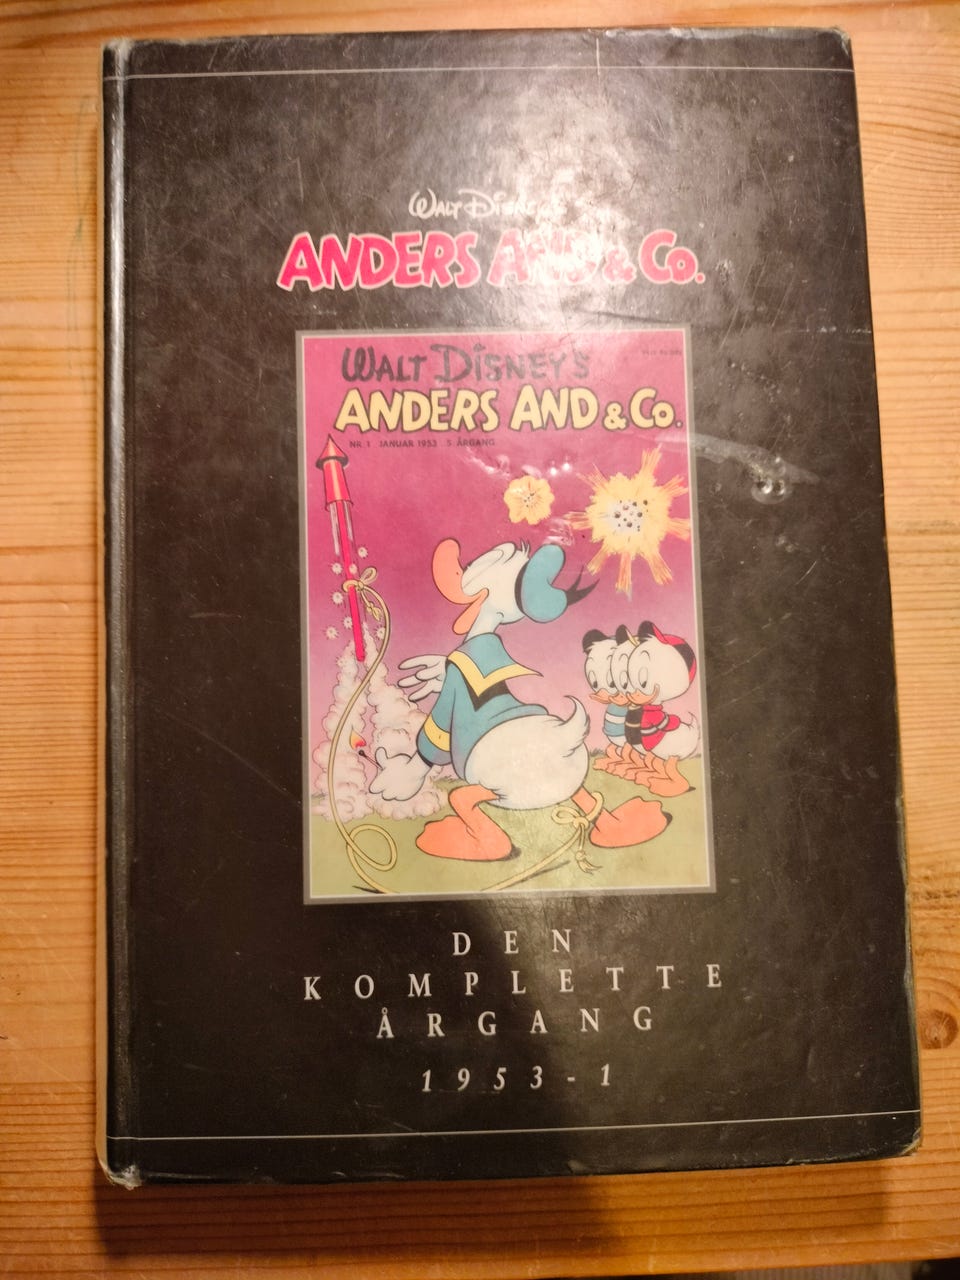 WALT DISNEY'S
ANDERS AND & Co.
WALT DISNEY'S
ANDERS AND & Co.
NR. 1 JANUAR 1953 5. ÅRGANG
DEN
KOMPLETTE
ÅRGANG
1953-1